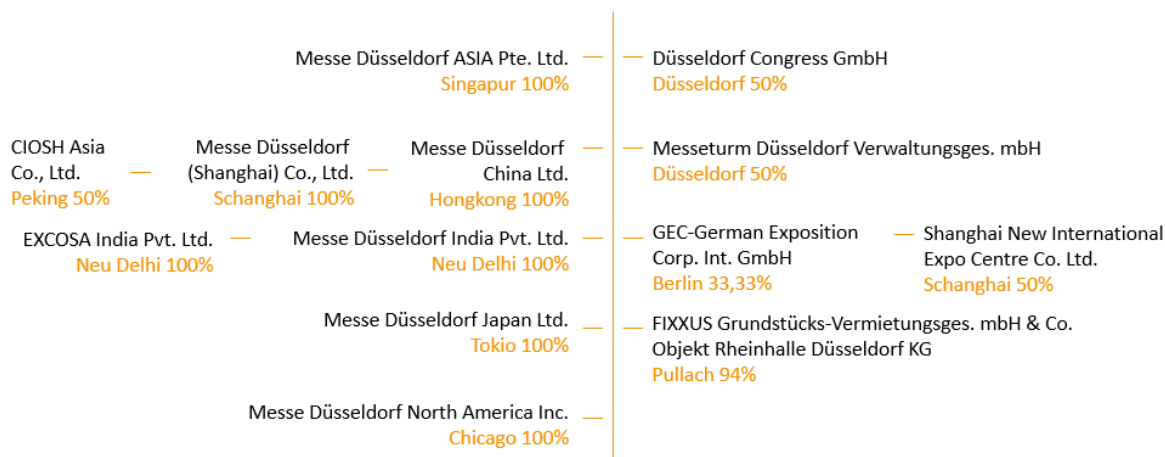 Messe Düsseldorf ASIA Pte. Ltd.
Singapur 100%
Düsseldorf Congress GmbH
Düsseldorf 50%
CIOSH Asia
Co., Ltd.
Peking 50%
Messe Düsseldorf
(Shanghai) Co., Ltd.
Schanghai 100%
Messe Düsseldorf
China Ltd.
Hongkong 100%
Messeturm Düsseldorf Verwaltungsges. mbH
Düsseldorf 50%
EXCOSA India Pvt. Ltd.
Neu Delhi 100%
Messe Düsseldorf India Pvt. Ltd.
Neu Delhi 100%
GEC-German Exposition
Corp. Int. GmbH
Berlin 33,33%
Shanghai New International
Expo Centre Co. Ltd.
Schanghai 50%
Messe Düsseldorf Japan Ltd.
Tokio 100%
FIXXUS Grundstücks-Vermietungsges. mbH & Co.
Objekt Rheinhalle Düsseldorf KG
Pullach 94%
Messe Düsseldorf North America Inc.
Chicago 100%